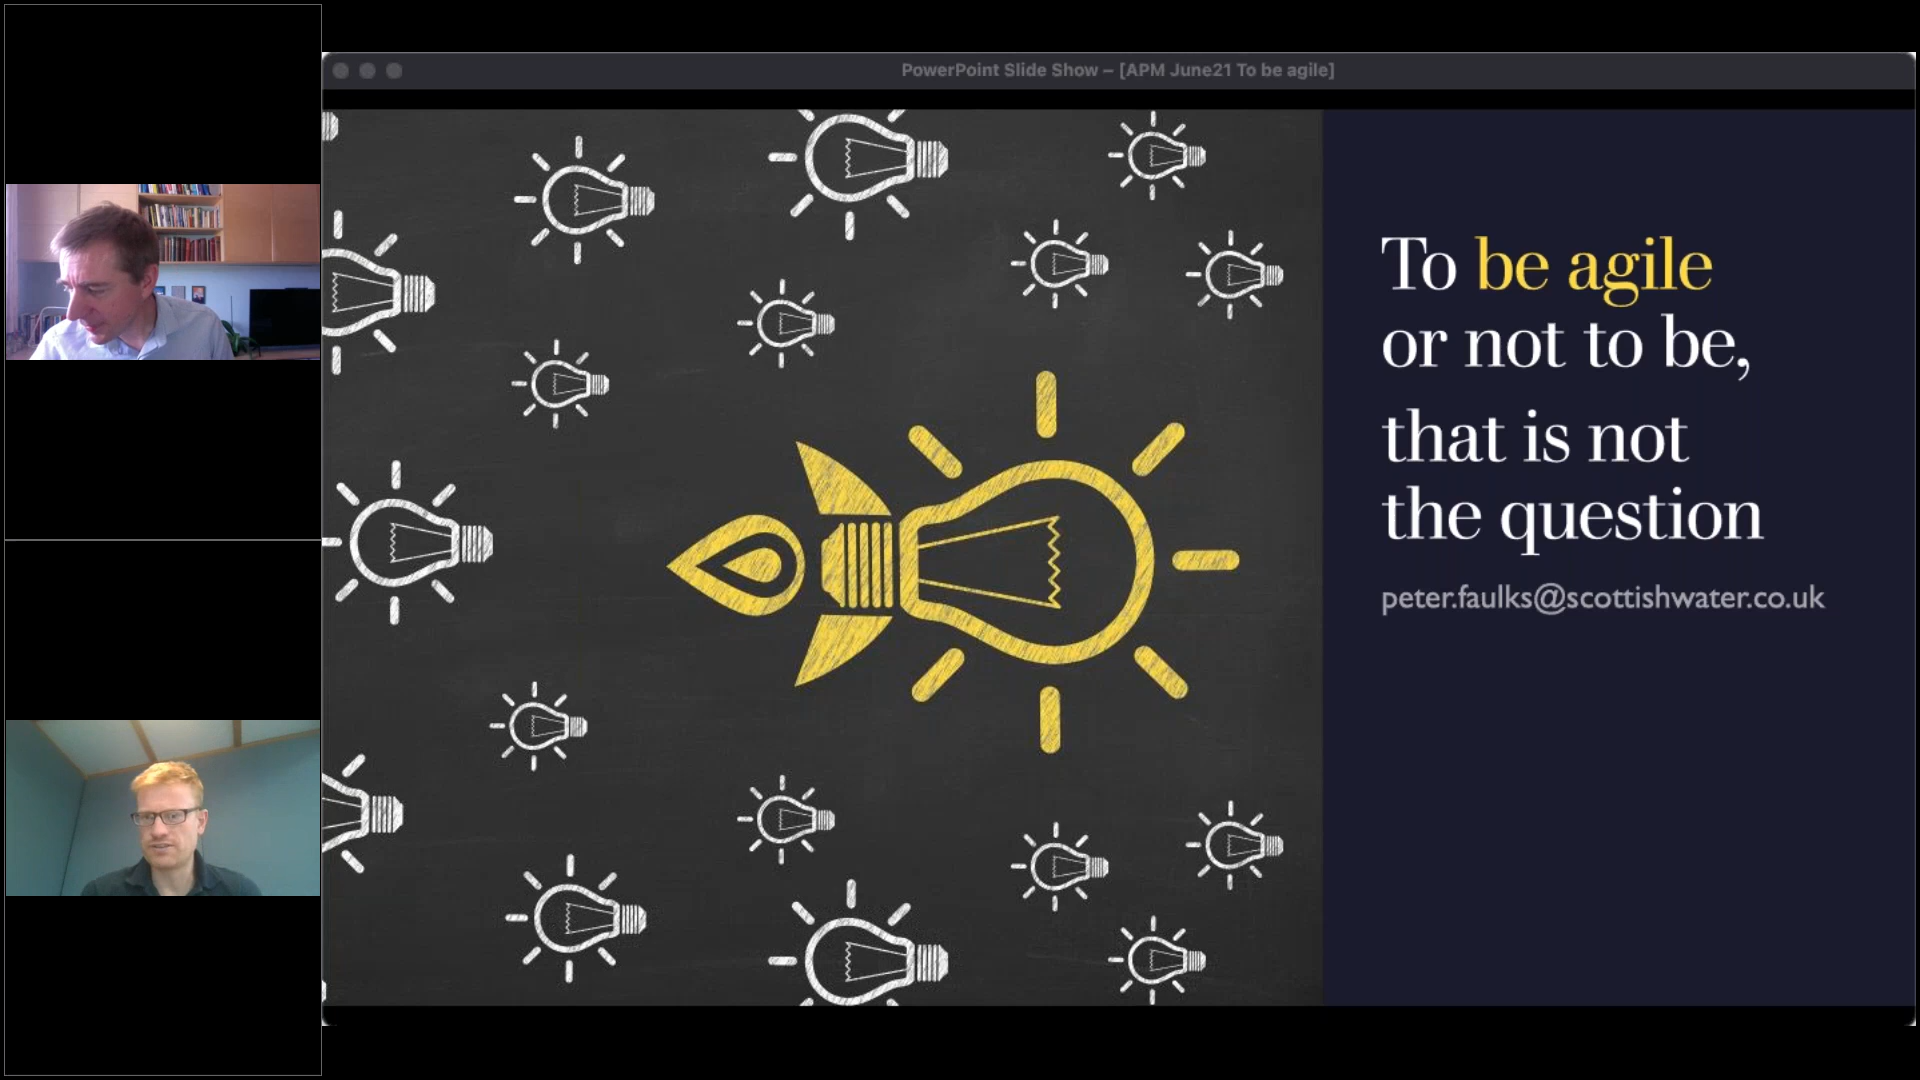 PowerPoint Slide Show – [APM June21 To be agile]
To be agile
or not to be,
that is not
the question
peter.faulks@scottishwater.co.uk